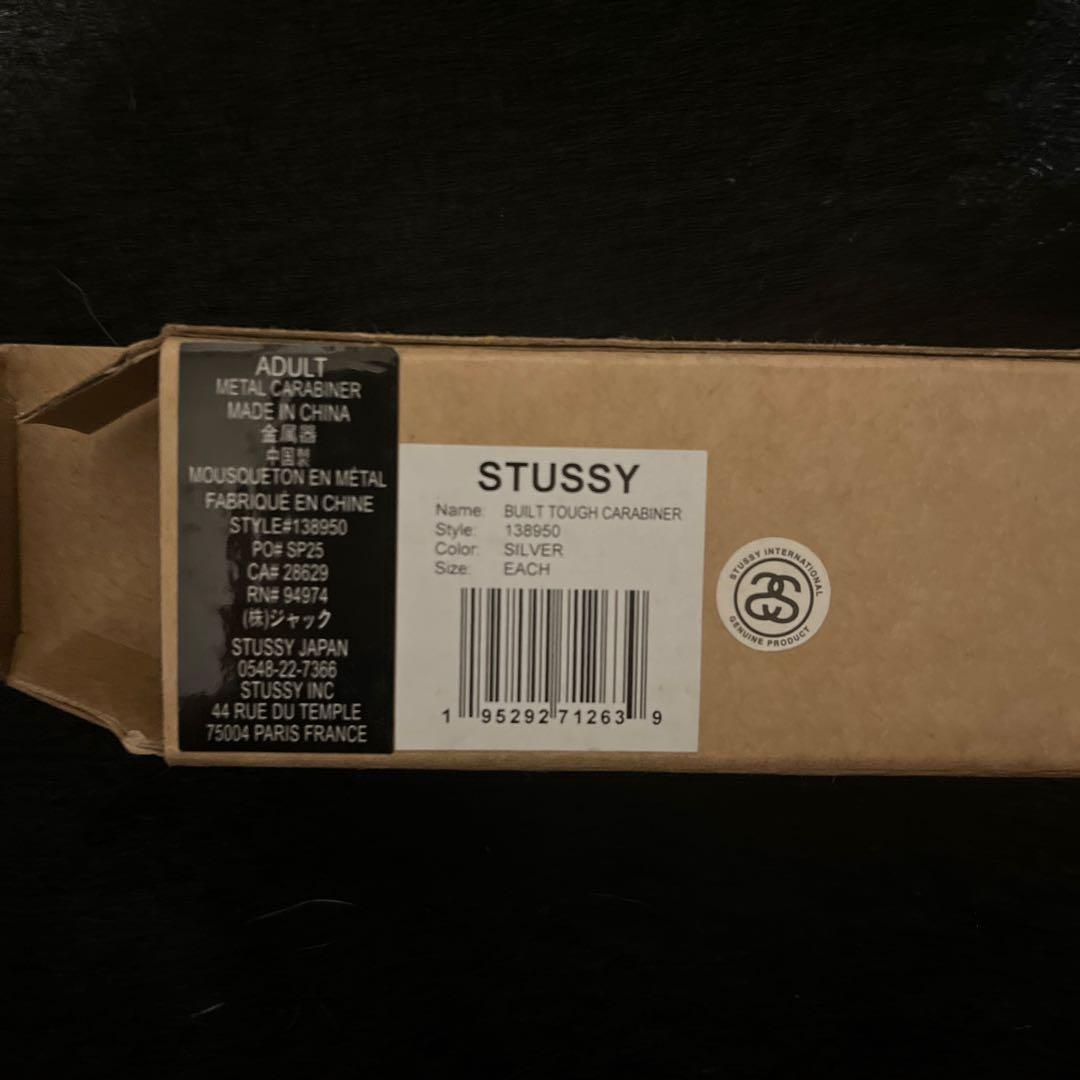 ADULT
METAL CARABINER
MADE IN CHINA
金属器
中国製
MOUSQUETON EN MÉTAL
FABRIQUÉ EN CHINE
STYLE#138950
PO# SP25
CA# 28629
RN# 94974
(株)ジャック
STUSSY JAPAN
0548-22-7366
STUSSY INC
44 RUE DU TEMPLE
75004 PARIS FRANCE
STUSSY
Name: BUILT TOUGH CARABINER
Style: 138950
Color: SILVER
Size: EACH
1 95292 71263 9
STUSSY INTERNATIONAL
GENUINE PRODUCT